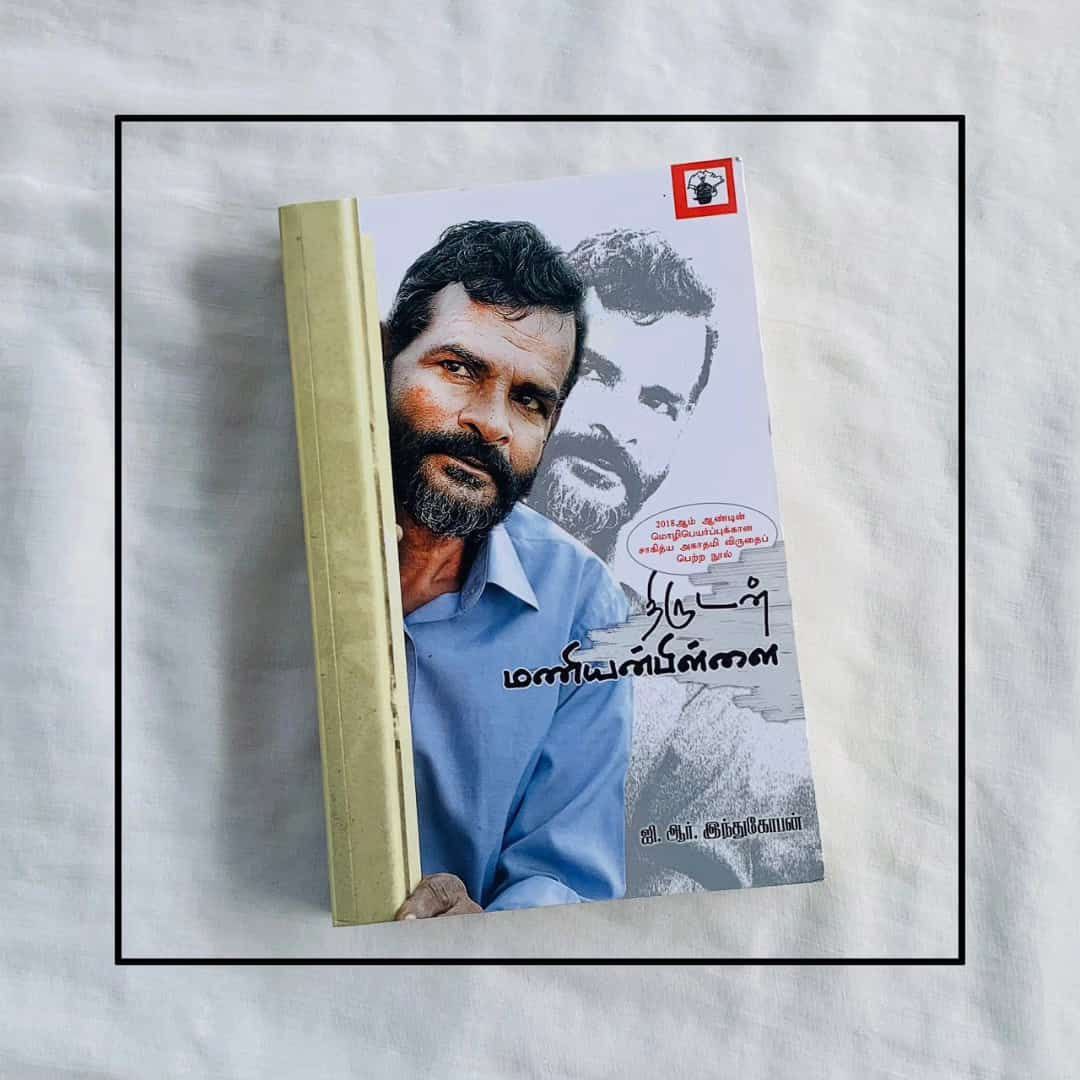 2018ஆம் ஆண்டின்
மொழிபெயர்ப்புக்கான
சாகித்ய அகாதமி விருதைப்
பெற்ற நூல்
திருடன்
மணியன்பிள்ளை
ஜி. ஆர். இந்துகோபன்